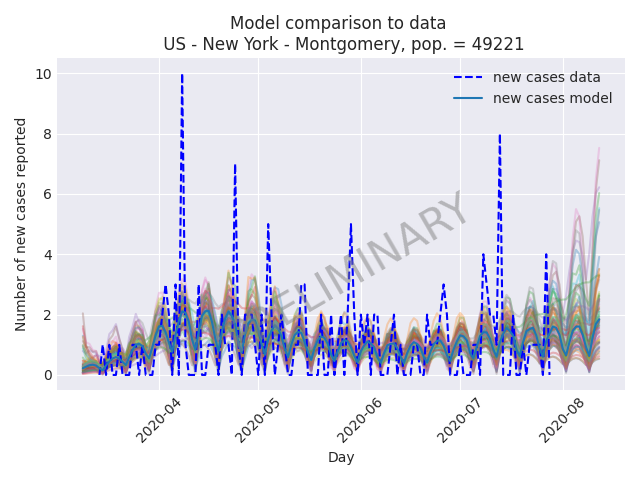 Model comparison to data
US - New York - Montgomery, pop. = 49221
10
8
6
4
2
0
Number of new cases reported
new cases data
new cases model
2020-04
2020-05
2020-06
2020-07
2020-08
Day